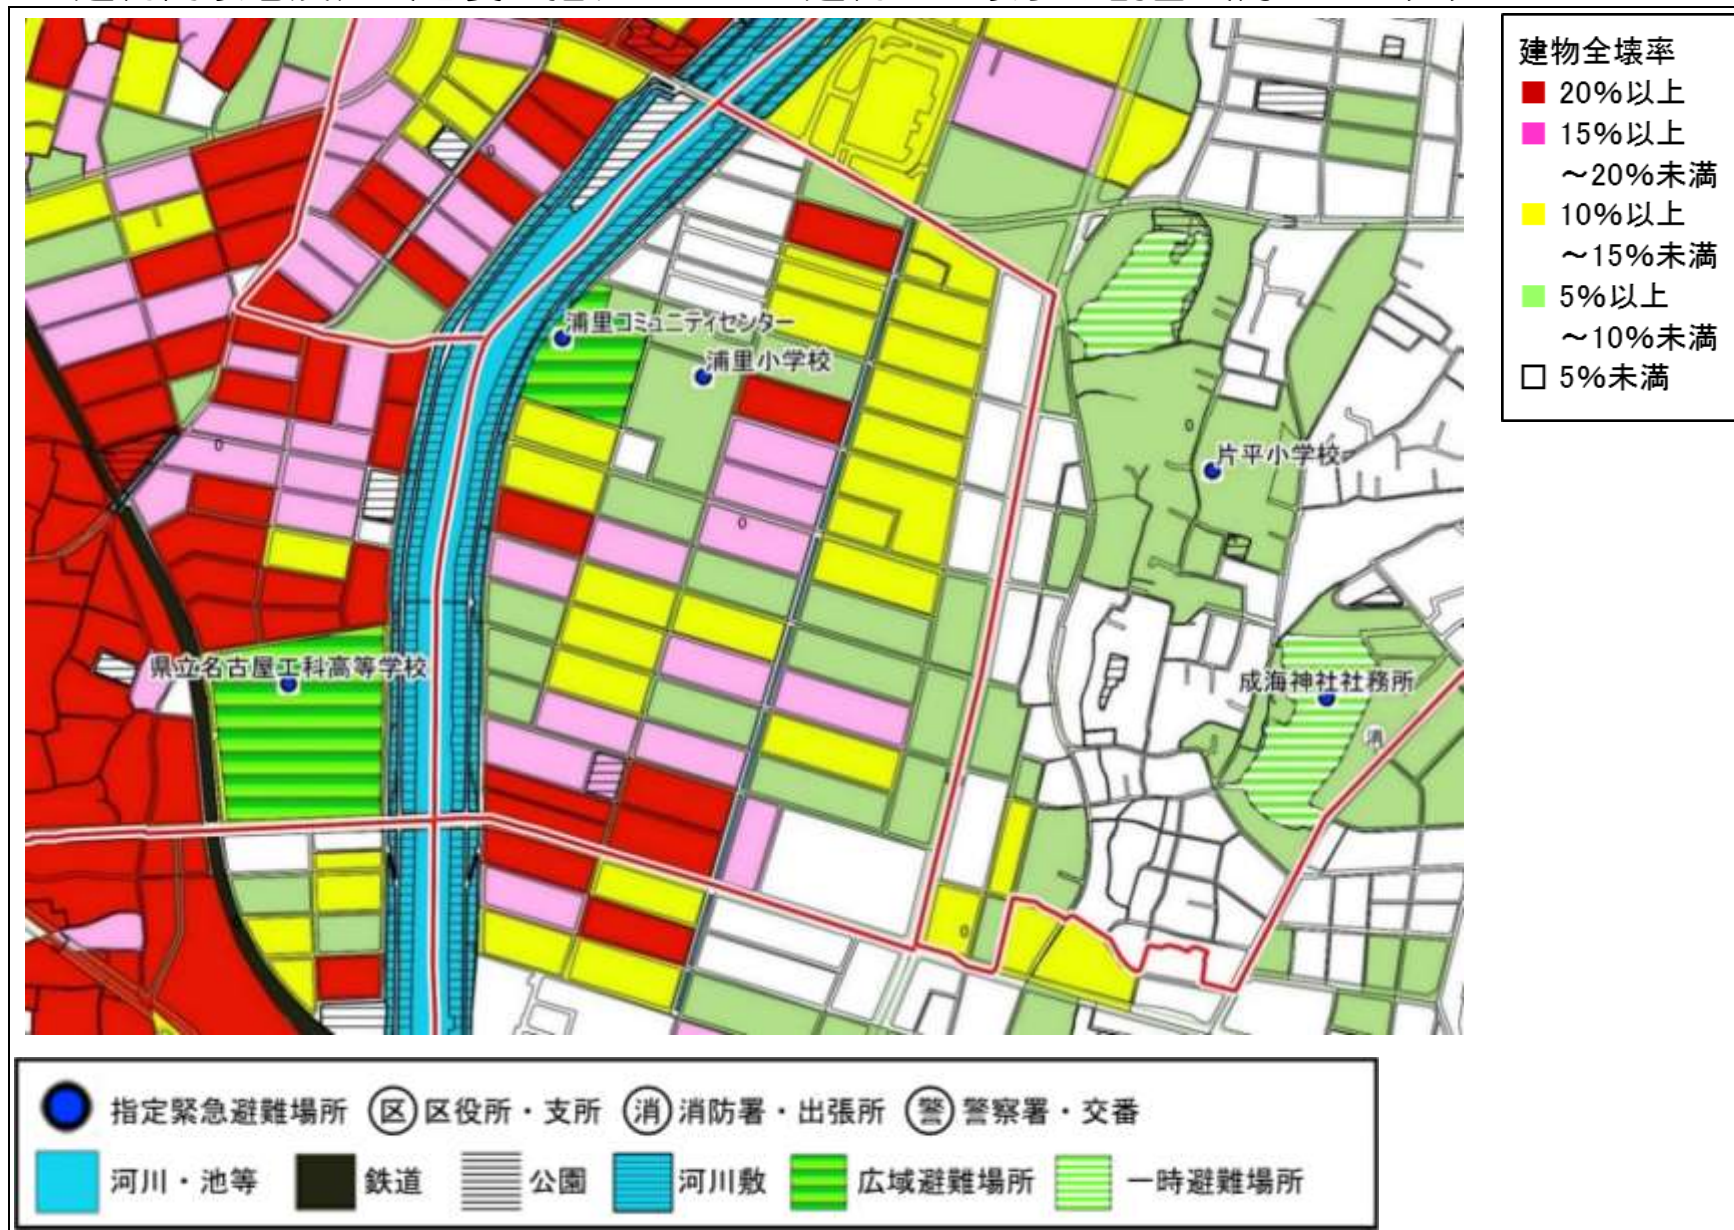 建物全壊率
20%以上
15%以上
～20%未満
10%以上
～15%未満
5%以上
～10%未満
5%未満
浦里コミュニティセンター
浦里小学校
片平小学校
県立名古屋工科高等学校
成海神社社務所
消
指定緊急避難場所 区 区役所・支所 消 消防署・出張所 警 警察署・交番
河川・池等 鉄道 公園 河川敷 広域避難場所 一時避難場所